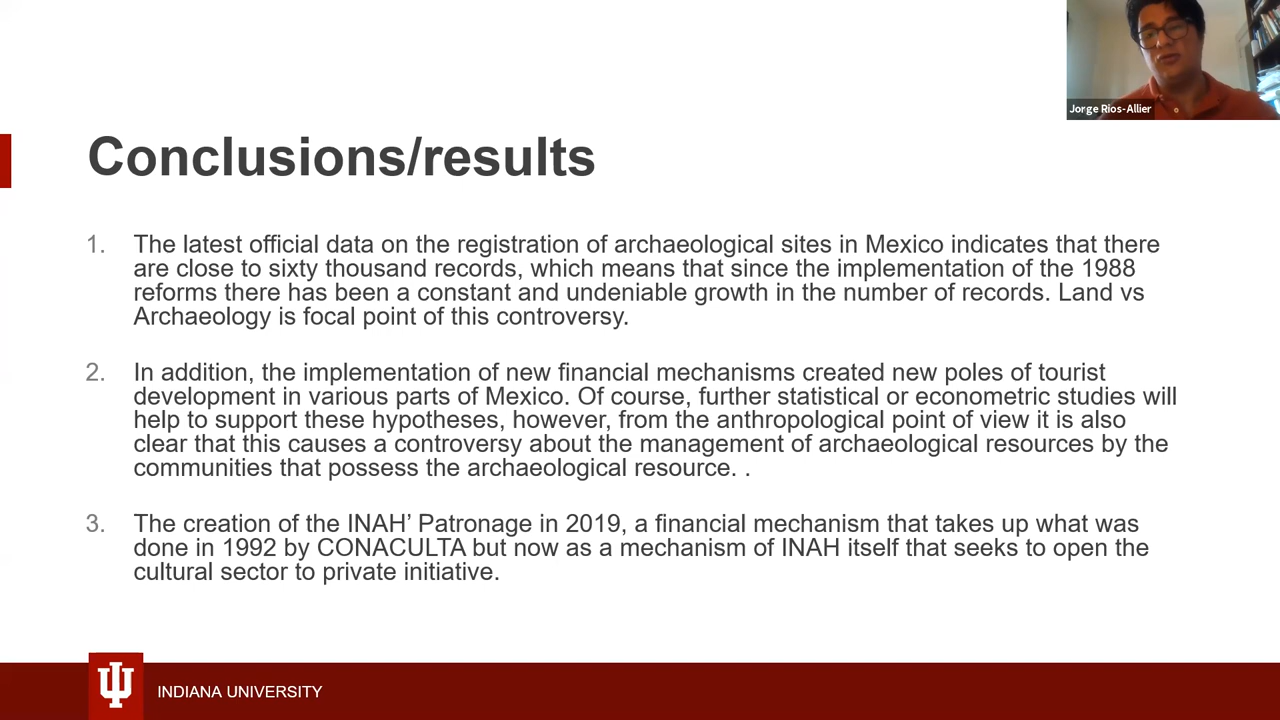 Jorge Rios-Allier
Conclusions/results
1. The latest official data on the registration of archaeological sites in Mexico indicates that there
are close to sixty thousand records, which means that since the implementation of the 1988
reforms there has been a constant and undeniable growth in the number of records. Land vs
Archaeology is focal point of this controversy.
2. In addition, the implementation of new financial mechanisms created new poles of tourist
development in various parts of Mexico. Of course, further statistical or econometric studies will
help to support these hypotheses, however, from the anthropological point of view it is also
clear that this causes a controversy about the management of archaeological resources by the
communities that possess the archaeological resource. .
3. The creation of the INAH’ Patronage in 2019, a financial mechanism that takes up what was
done in 1992 by CONACULTA but now as a mechanism of INAH itself that seeks to open the
cultural sector to private initiative.
INDIANA UNIVERSITY